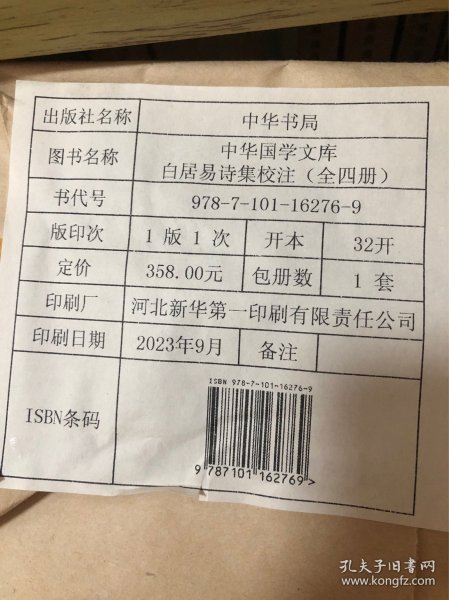 出版社名称 中华书局
图书名称 中华国学文库
白居易诗集校注（全四册）
书代号 978-7-101-16276-9
版印次 1 版 1 次 开本 32开
定价 358.00元 包册数 1 套
印刷厂 河北新华第一印刷有限责任公司
印刷日期 2023年9月 备注
ISBN条码
ISBN 978-7-101-16276-9
9 787101 162769>
孔夫子旧书网
www.kongfz.com